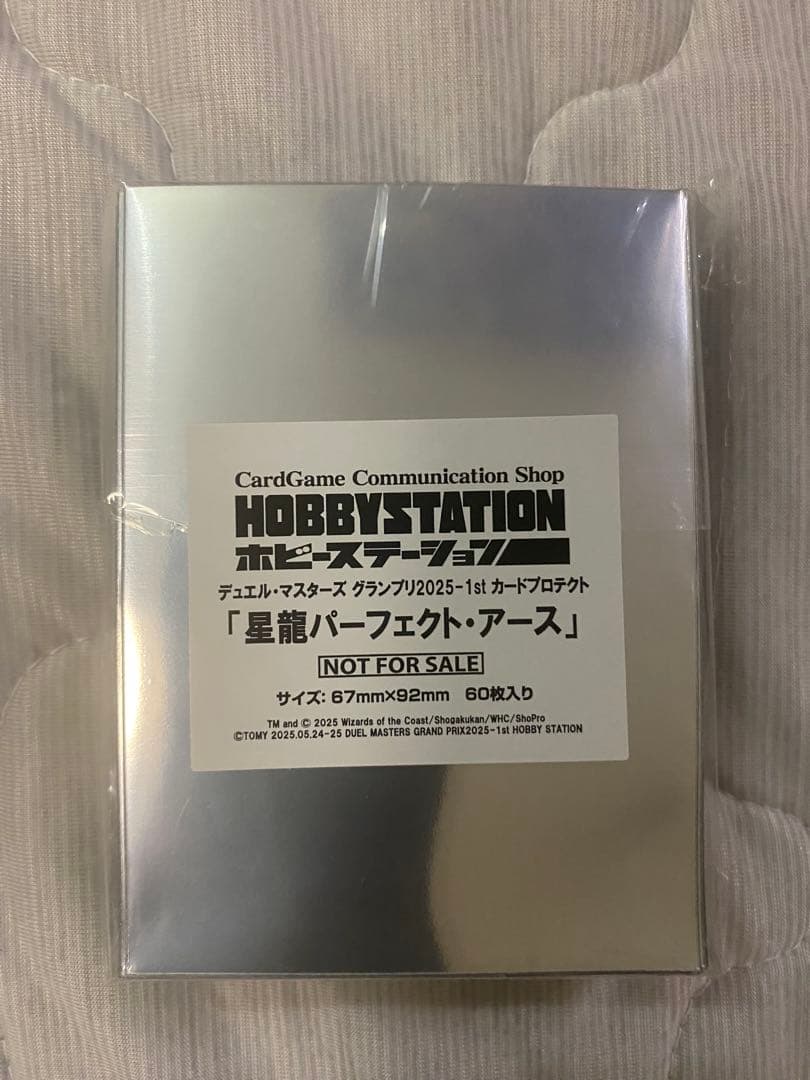 CardGame Communication Shop
HOBBYSTATION
ホビーステーション
デュエル・マスターズ グランプリ2025-1st カードプロテクト
「星龍パーフェクト・アース」
NOT FOR SALE
サイズ: 67mm×92mm 60枚入り
TM and © 2025 Wizards of the Coast/Shogakukan/WHC/ShoPro
©TOMY 2025.05.24-25 DUEL MASTERS GRAND PRIX2025-1st HOBBY STATION